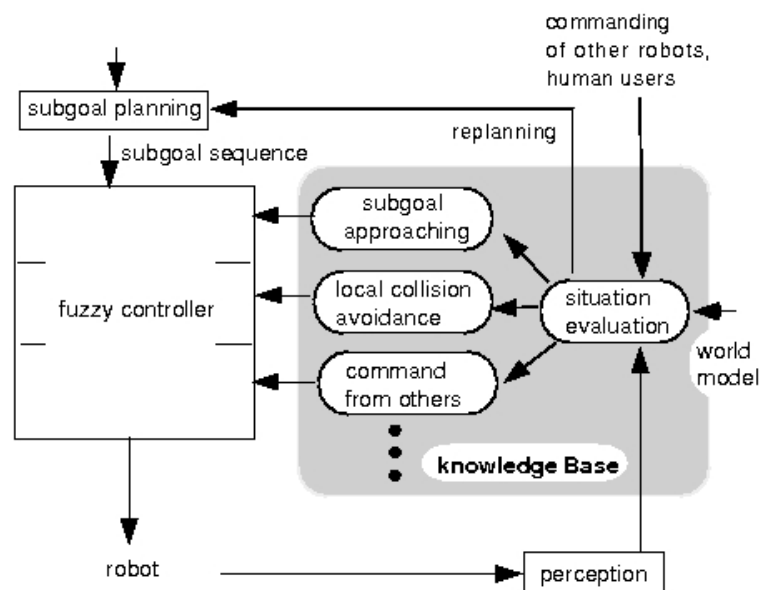 commanding
of other robots,
human users
subgoal planning
replanning
subgoal sequence
subgoal
approaching
local collision
avoidance
fuzzy controller
situation
evaluation
world
model
command
from others
knowledge Base
robot
perception